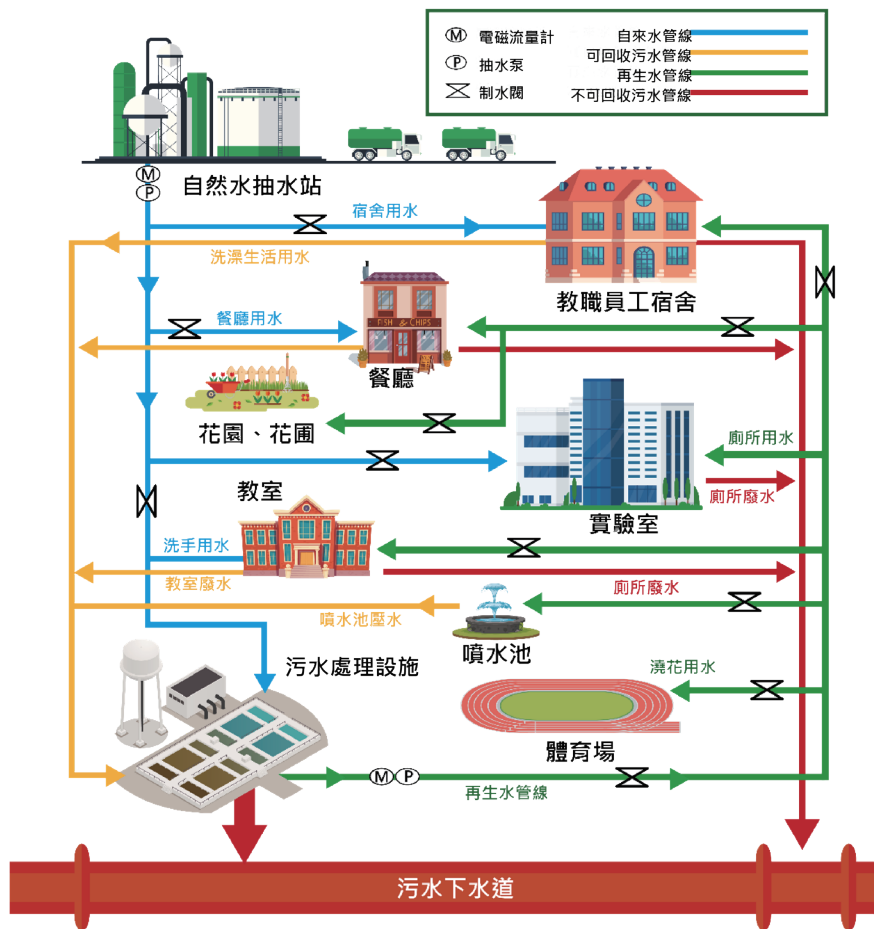 M 電磁流量計
P 抽水泵
制水閥
自來水管線
可回收污水管線
再生水管線
不可回收污水管線
M
P
自然水抽水站
宿舍用水
洗澡生活用水
教職員工宿舍
餐廳用水
FISH & CHIPS
餐廳
花園、花圃
廁所用水
廁所廢水
教室
實驗室
洗手用水
教室廢水
廁所廢水
噴水池壓水
噴水池
污水處理設施
澆花用水
體育場
M P
再生水管線
污水下水道